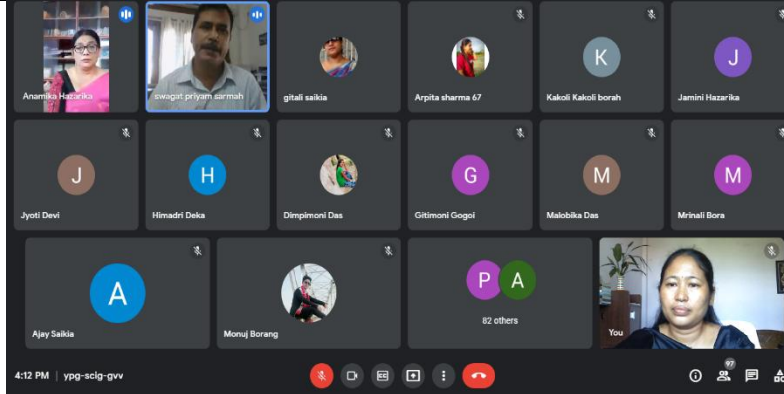 Anamika Hazarika
swagat priyam sarmah
gitali saikia
Arpita sharma 67
K
Kakoli Kakoli borah
J
Jamini Hazarika
J
Jyoti Devi
H
Himadri Deka
Dimpimoni Das
G
Gitimoni Gogoi
M
Malobika Das
M
Mrinali Bora
A
Ajay Saikia
Monuj Borang
P A
82 others
You
4:12 PM | ypg-scig-gvv
CC
97